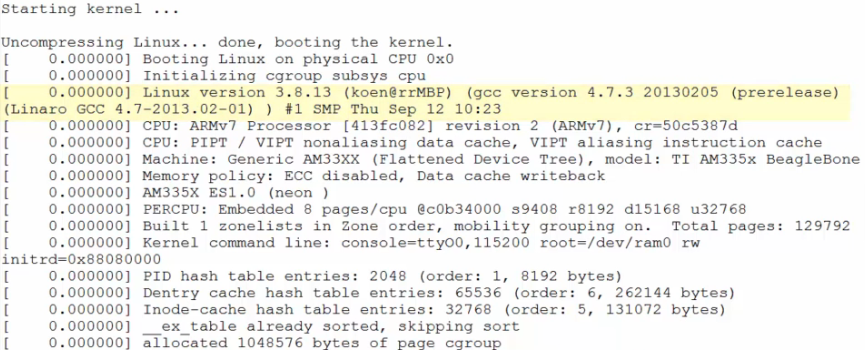 Starting kernel ...
Uncompressing Linux... done, booting the kernel.
[    0.000000] Booting Linux on physical CPU 0x0
[    0.000000] Initializing cgroup subsys cpu
[    0.000000] Linux version 3.8.13 (koen@rrMBP) (gcc version 4.7.3 20130205 (prerelease)
(Linaro GCC 4.7-2013.02-01) ) #1 SMP Thu Sep 12 10:23
[    0.000000] CPU: ARMv7 Processor [413fc082] revision 2 (ARMv7), cr=50c5387d
[    0.000000] CPU: PIPT / VIPT nonaliasing data cache, VIPT aliasing instruction cache
[    0.000000] Machine: Generic AM33XX (Flattened Device Tree), model: TI AM335x BeagleBone
[    0.000000] Memory policy: ECC disabled, Data cache writeback
[    0.000000] AM335X ES1.0 (neon )
[    0.000000] PERCPU: Embedded 8 pages/cpu @c0b34000 s9408 r8192 d15168 u32768
[    0.000000] Built 1 zonelists in Zone order, mobility grouping on.  Total pages: 129792
[    0.000000] Kernel command line: console=ttyO0,115200 root=/dev/ram0 rw
initrd=0x88080000
[    0.000000] PID hash table entries: 2048 (order: 1, 8192 bytes)
[    0.000000] Dentry cache hash table entries: 65536 (order: 6, 262144 bytes)
[    0.000000] Inode-cache hash table entries: 32768 (order: 5, 131072 bytes)
[    0.000000] __ex_table already sorted, skipping sort
[    0.000000] allocated 1048576 bytes of page cgroup